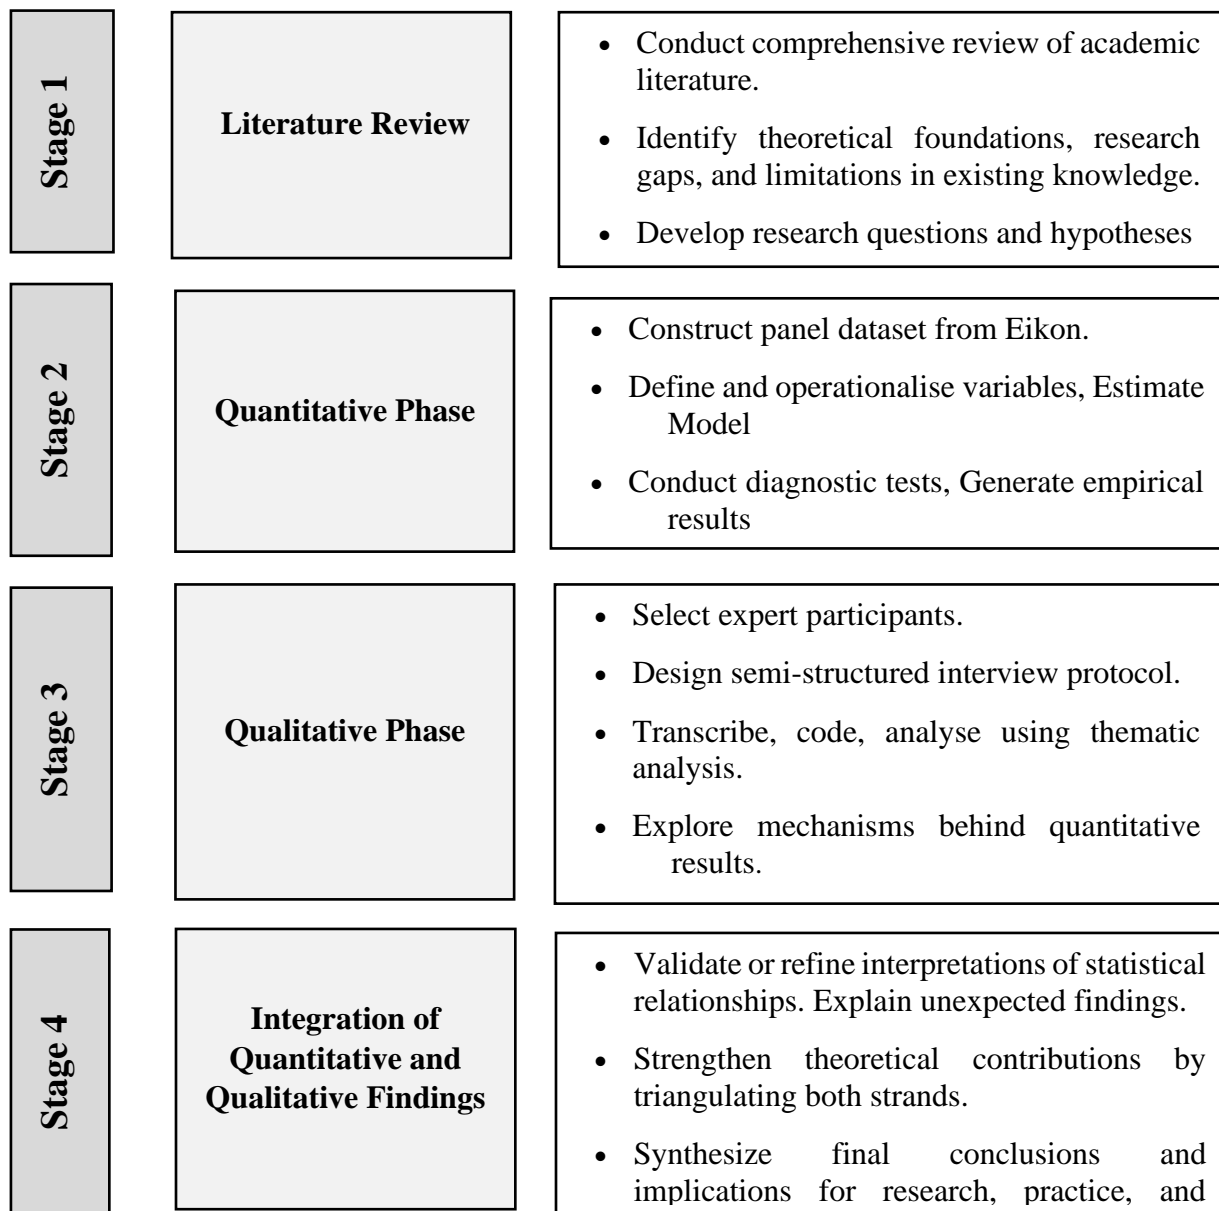 Stage 1
Literature Review
• Conduct comprehensive review of academic
literature.
• Identify theoretical foundations, research
gaps, and limitations in existing knowledge.
• Develop research questions and hypotheses
Stage 2
Quantitative Phase
• Construct panel dataset from Eikon.
• Define and operationalise variables, Estimate
Model
• Conduct diagnostic tests, Generate empirical
results
Stage 3
Qualitative Phase
• Select expert participants.
• Design semi-structured interview protocol.
• Transcribe, code, analyse using thematic
analysis.
• Explore mechanisms behind quantitative
results.
Stage 4
Integration of
Quantitative and
Qualitative Findings
• Validate or refine interpretations of statistical
relationships. Explain unexpected findings.
• Strengthen theoretical contributions by
triangulating both strands.
• Synthesize final conclusions and
implications for research, practice, and